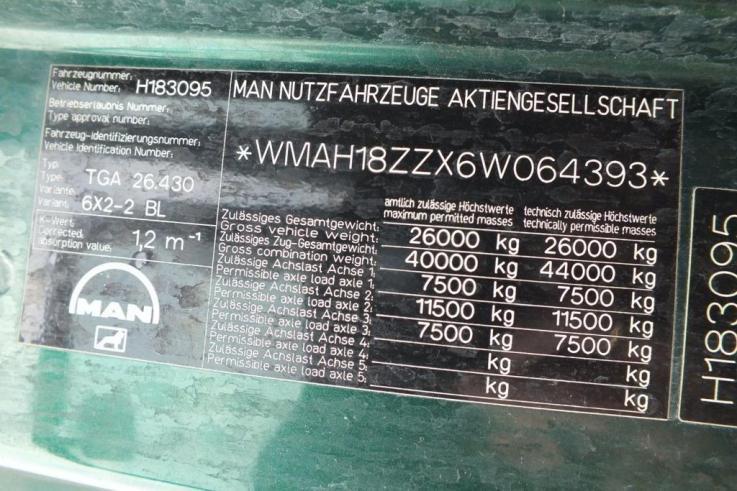 Fahrzeugnummer:
Vehicle Number: H183095
Betriebserlaubnis Nummer:
Type approval number:
Fahrzeug-Identifizierungsnummer:
Vehicle Identification Number:
Typ:
Type: TGA 26.430
Variante:
Variant: 6X2-2 BL
K-Wert:
Corrected
absorption value: 1,2 m⁻¹
MAN
MAN NUTZFAHRZEUGE AKTIENGESELLSCHAFT
*WMAH18ZZX6W064393*
amtlich zulässige Höchstwerte technisch zulässige Höchstwerte
maximum permitted masses technically permissible masses
Zulässiges Gesamtgewicht:
Gross vehicle weight: 26000 kg 26000 kg
Zulässiges Zug-Gesamtgewicht:
Gross combination weight: 40000 kg 44000 kg
Zulässige Achslast Achse 1:
Permissible axle load axle 1: 7500 kg 7500 kg
Zulässige Achslast Achse 2:
Permissible axle load axle 2: 11500 kg 11500 kg
Zulässige Achslast Achse 3:
Permissible axle load axle 3: 7500 kg 7500 kg
Zulässige Achslast Achse 4:
Permissible axle load axle 4: kg kg
Zulässige Achslast Achse 5:
Permissible axle load axle 5: kg kg
H183095